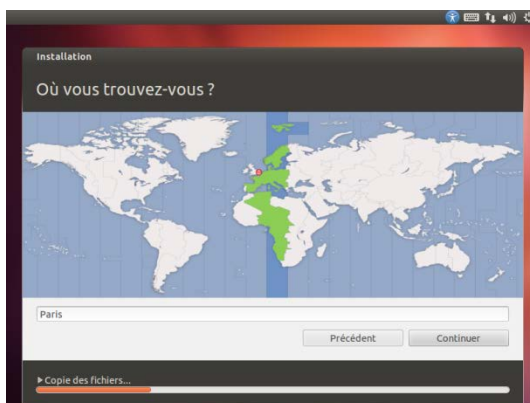 Installation
Où vous trouvez-vous ?
Paris
Précédent
Continuer
Copie des fichiers...